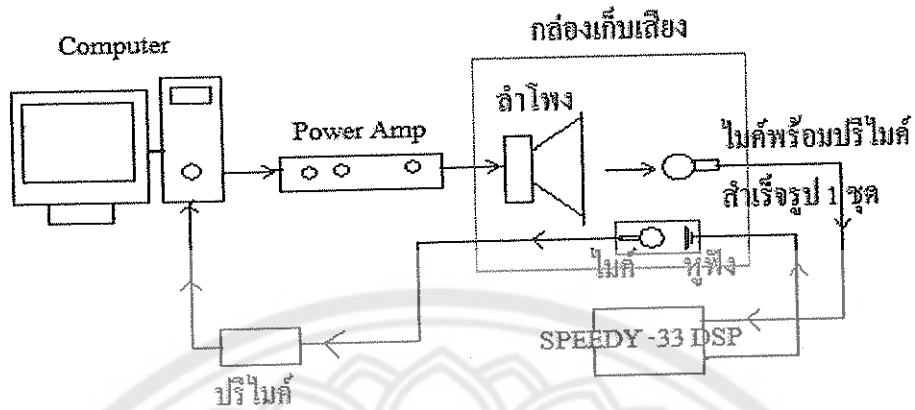 กล่องเก็บเสียง
Computer
ลำโพง
Power Amp
ไมค์พร้อมปรีไมค์
สำเร็จรูป 1 ชุด
ไมค์
หูฟัง
SPEEDY -33 DSP
ปรีไมค์